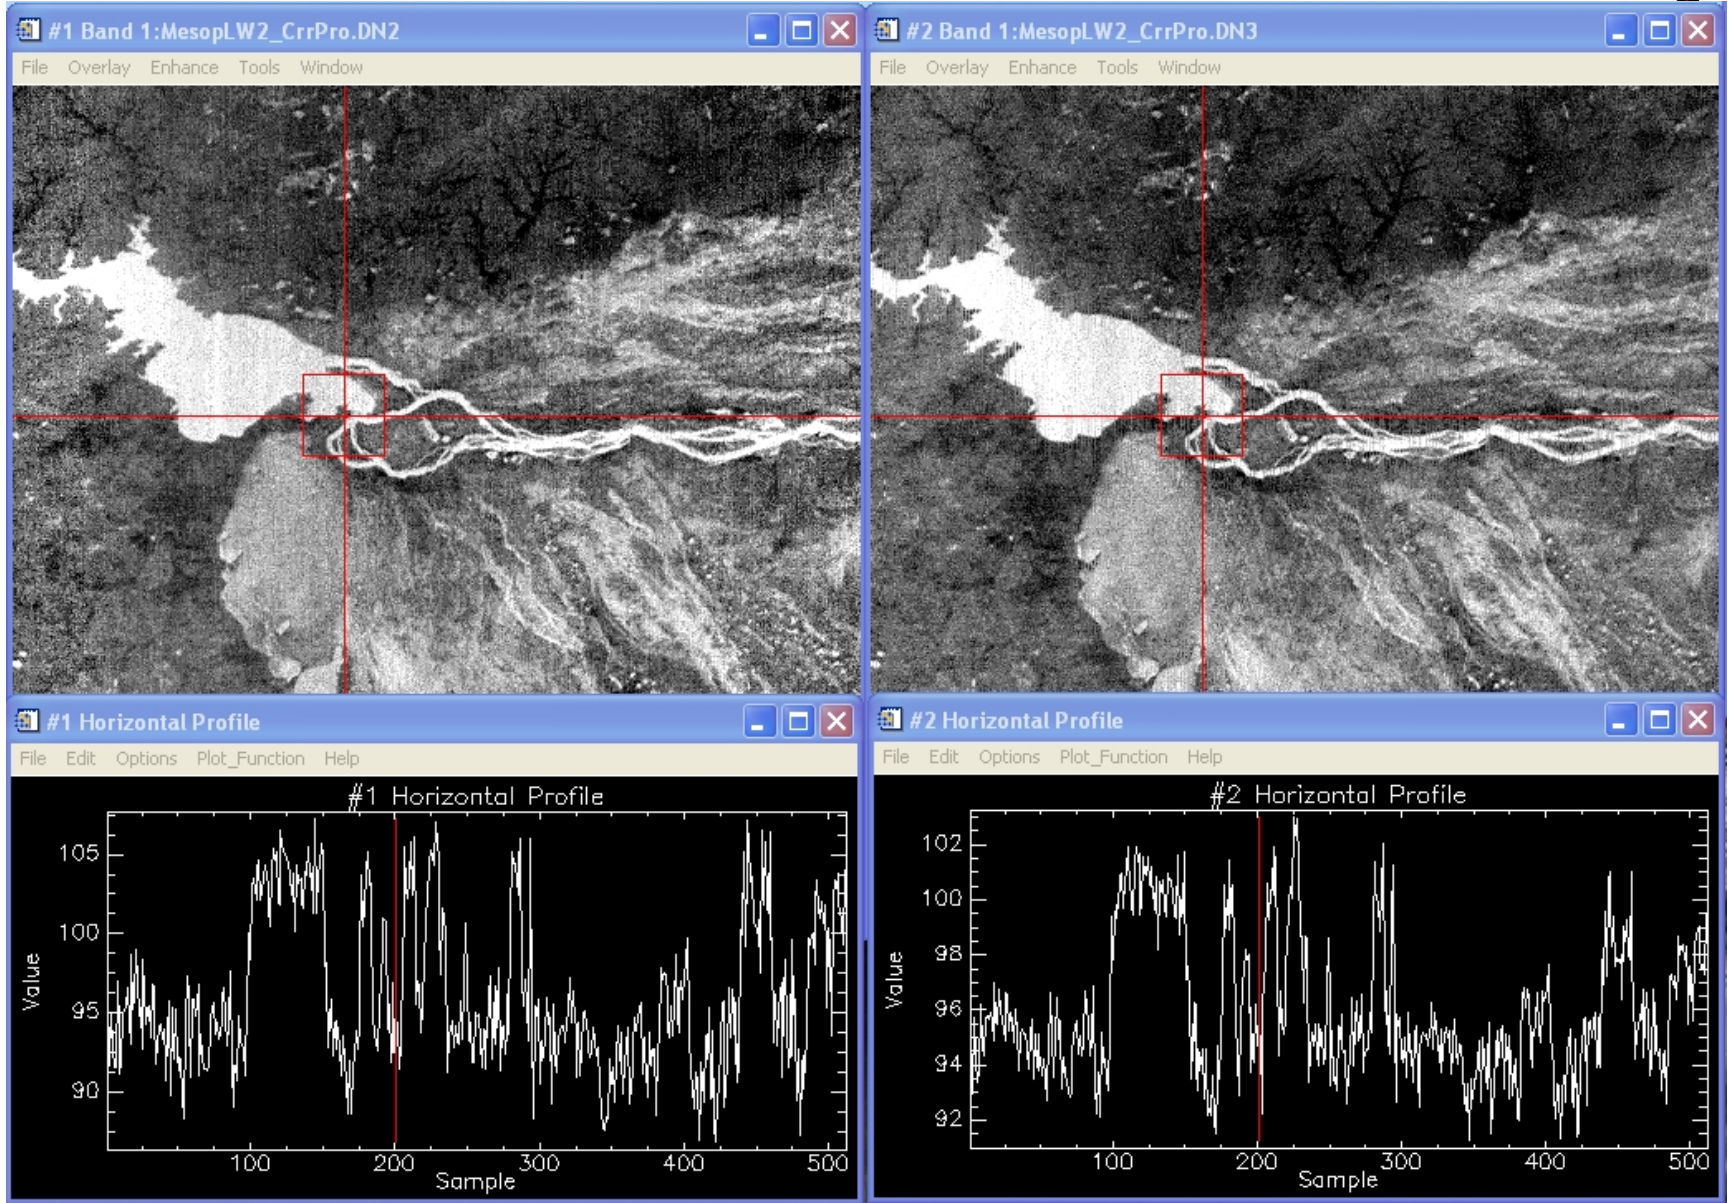 #1 Band 1:MesopLW2_CrrPro.DN2
File Overlay Enhance Tools Window
#2 Band 1:MesopLW2_CrrPro.DN3
File Overlay Enhance Tools Window
#1 Horizontal Profile
File Edit Options Plot_Function Help
#1 Horizontal Profile
105
100
95
90
Value
100 200 300 400 500
Sample
#2 Horizontal Profile
File Edit Options Plot_Function Help
#2 Horizontal Profile
102
100
98
96
94
92
Value
100 200 300 400 500
Sample